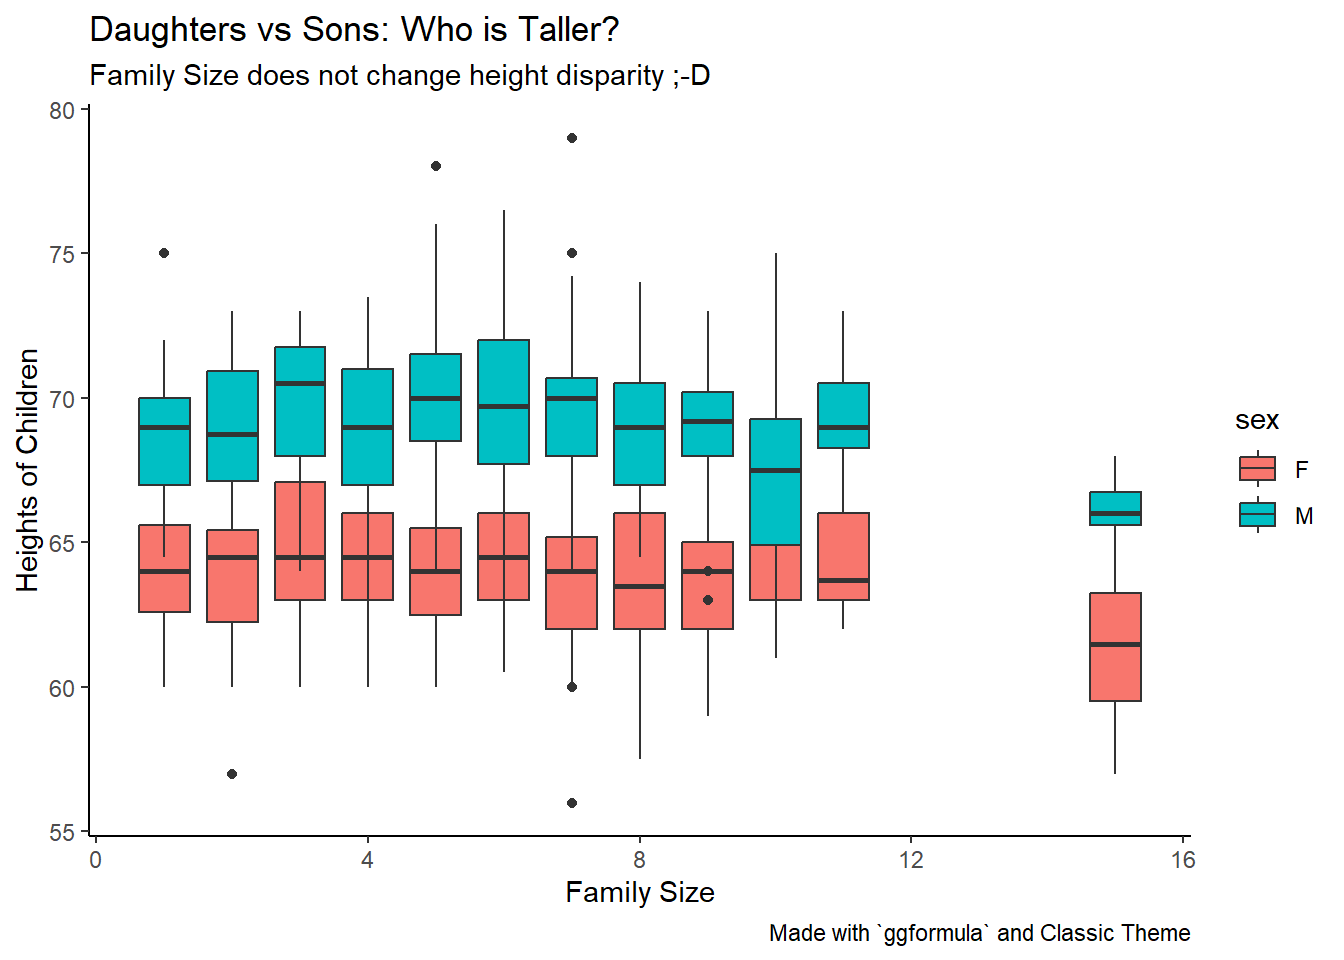 Daughters vs Sons: Who is Taller?
Family Size does not change height disparity ;-D
80
75
70
65
60
55
Heights of Children
0
4
8
12
16
Family Size
sex
F
M
Made with `ggformula` and Classic Theme